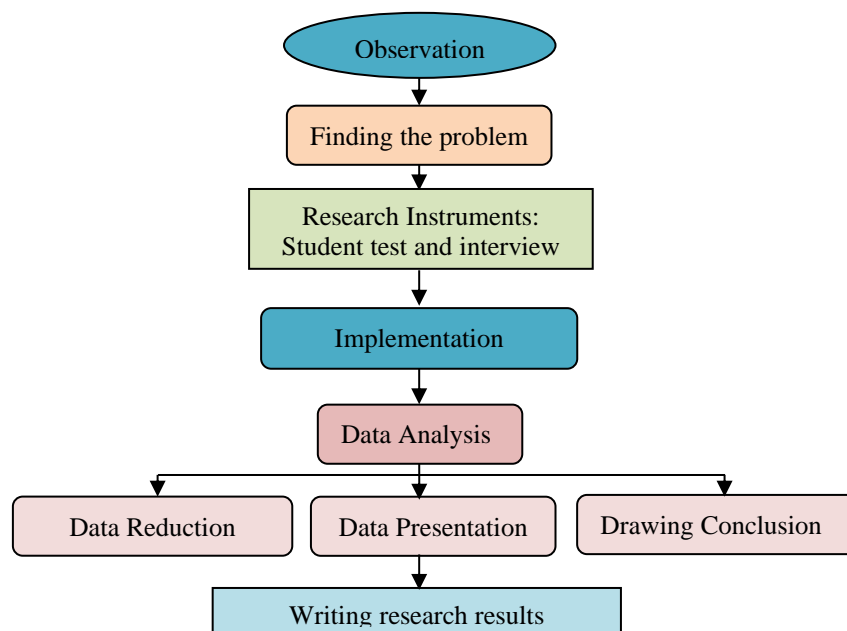 Observation
Finding the problem
Research Instruments:
Student test and interview
Implementation
Data Analysis
Data Reduction
Data Presentation
Drawing Conclusion
Writing research results